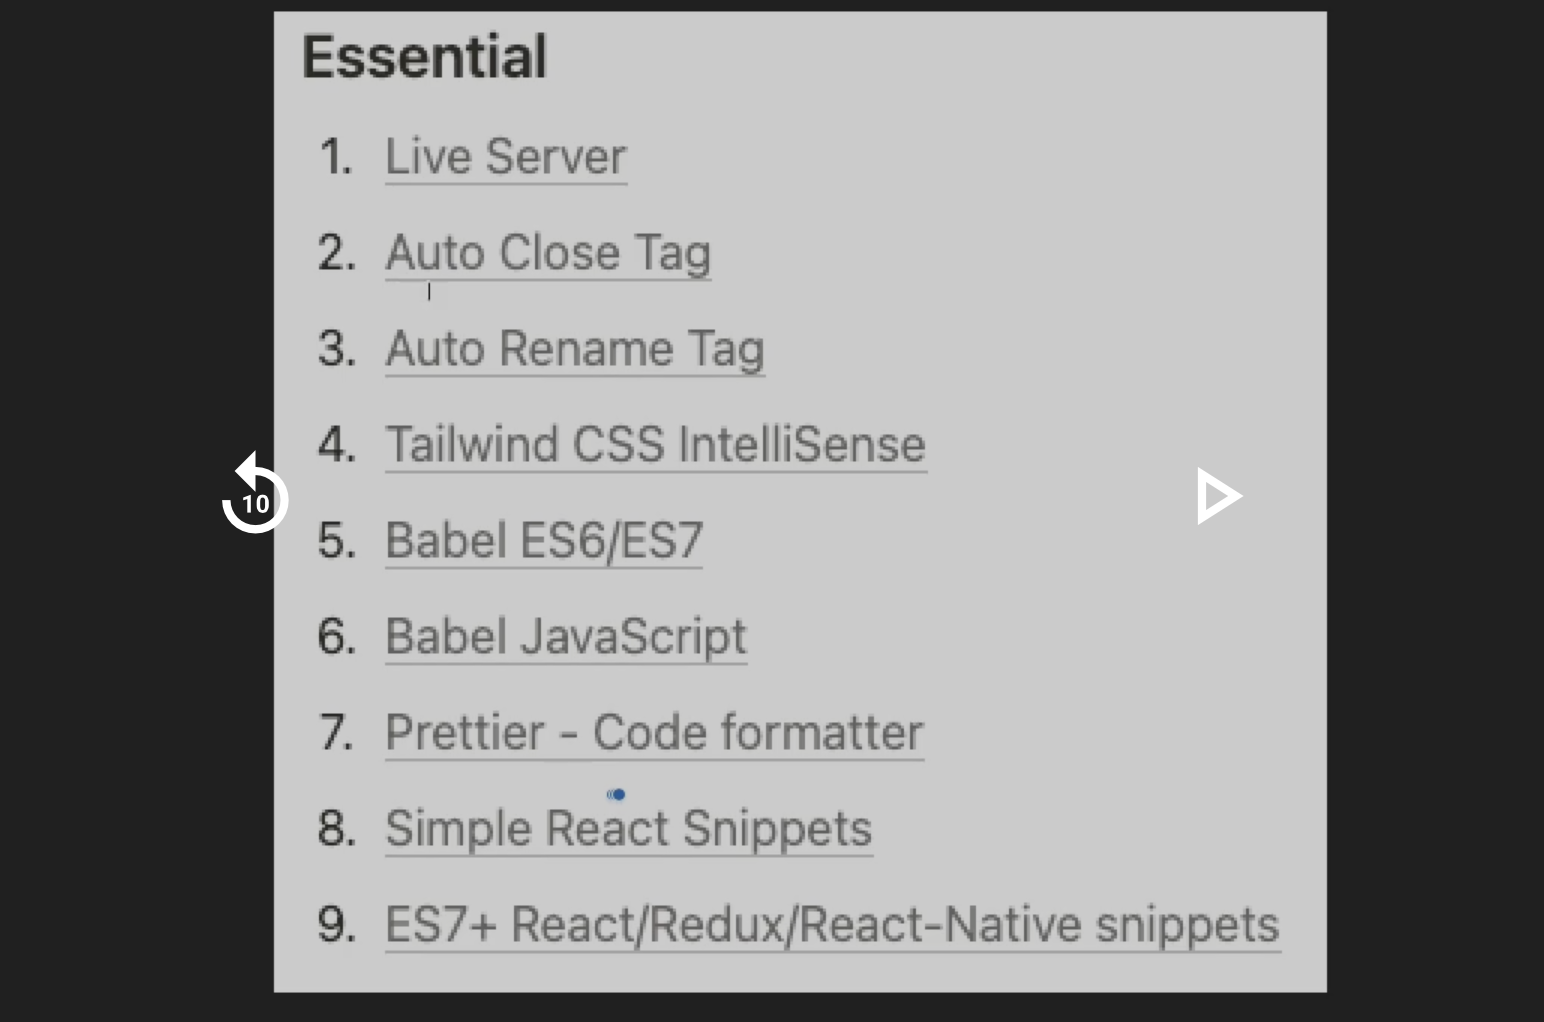 Essential
1. Live Server
2. Auto Close Tag
3. Auto Rename Tag
4. Tailwind CSS IntelliSense
10
5. Babel ES6/ES7
6. Babel JavaScript
7. Prettier - Code formatter
8. Simple React Snippets
9. ES7+ React/Redux/React-Native snippets